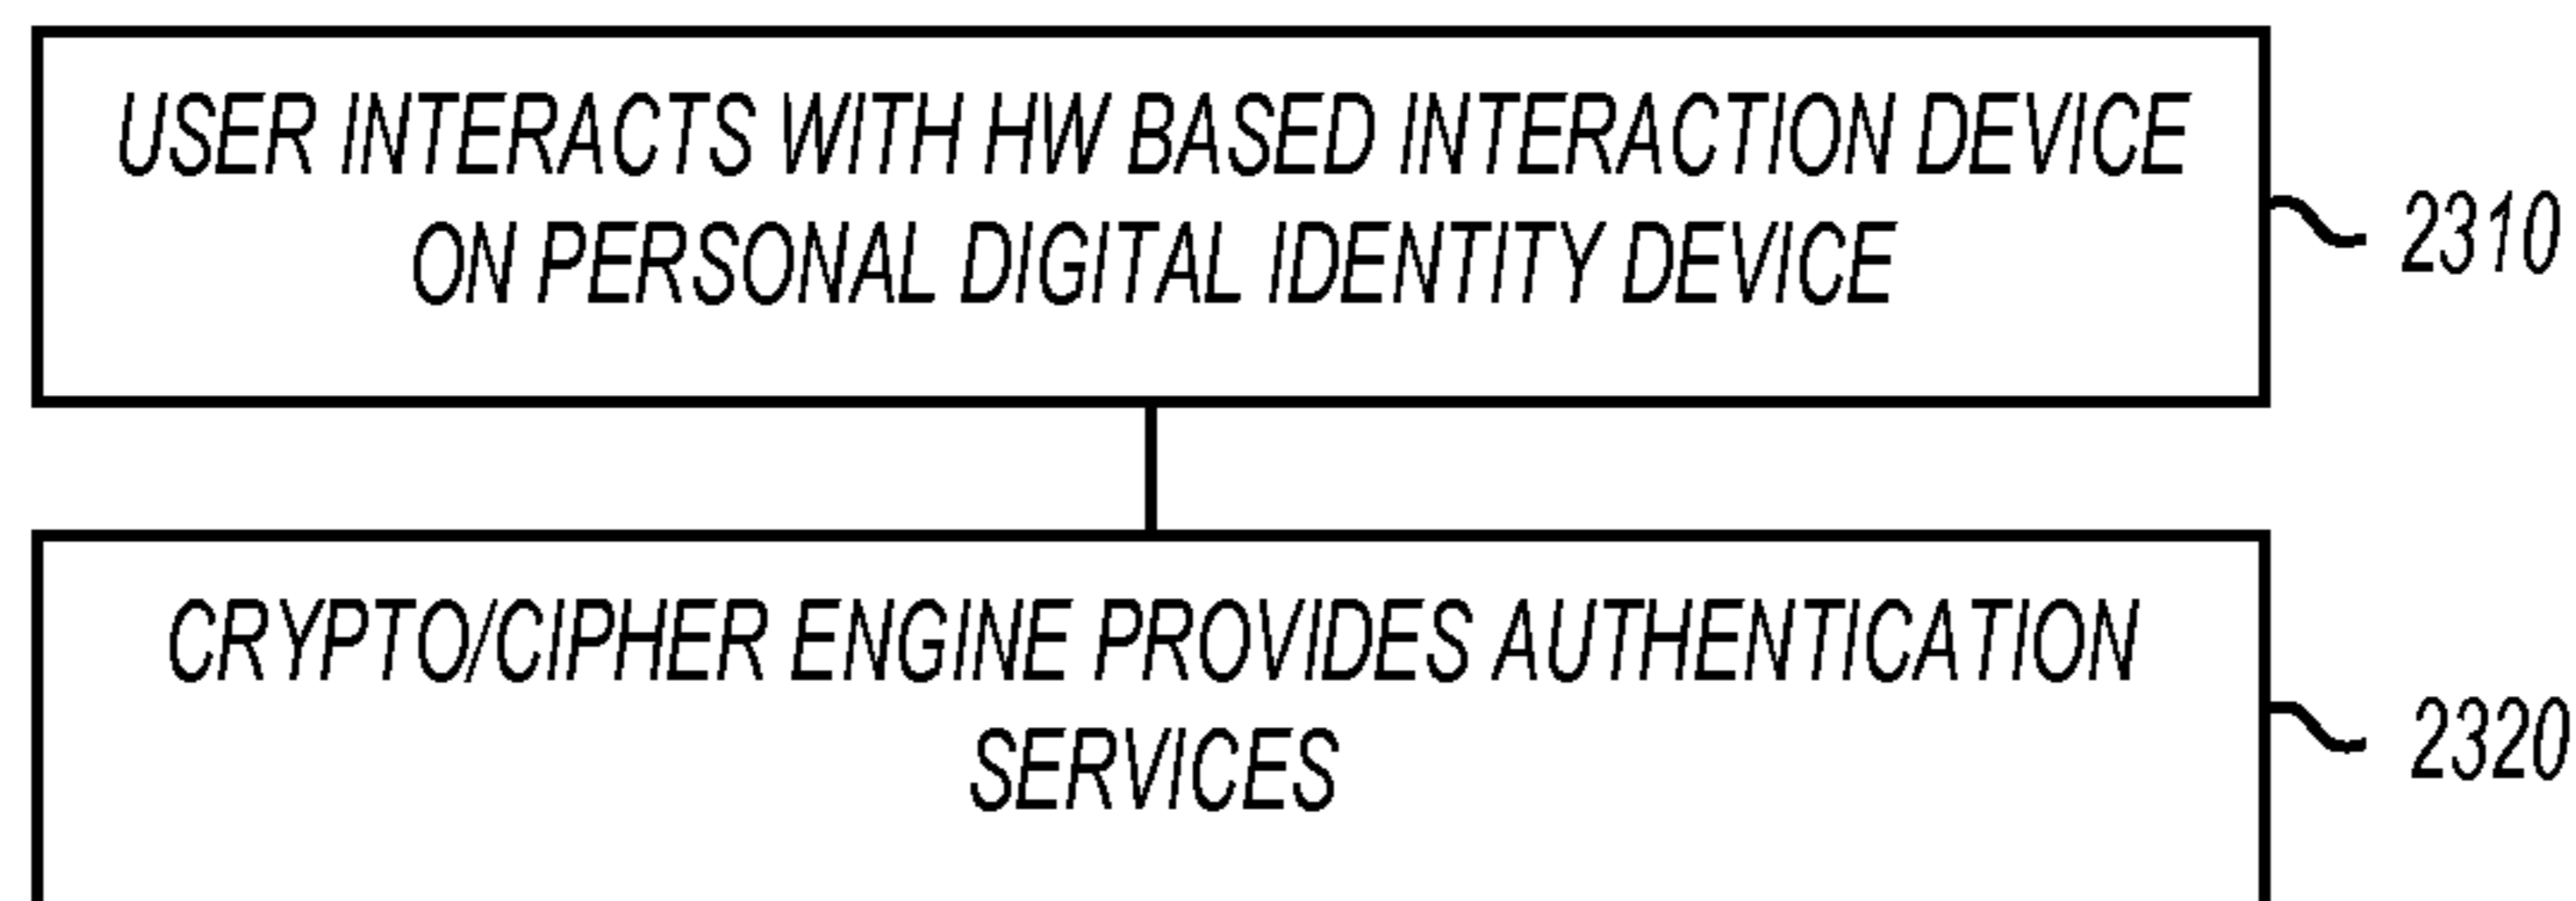 USER INTERACTS WITH HW BASED INTERACTION DEVICE
ON PERSONAL DIGITAL IDENTITY DEVICE
2310
CRYPTO/CIPHER ENGINE PROVIDES AUTHENTICATION
SERVICES
2320